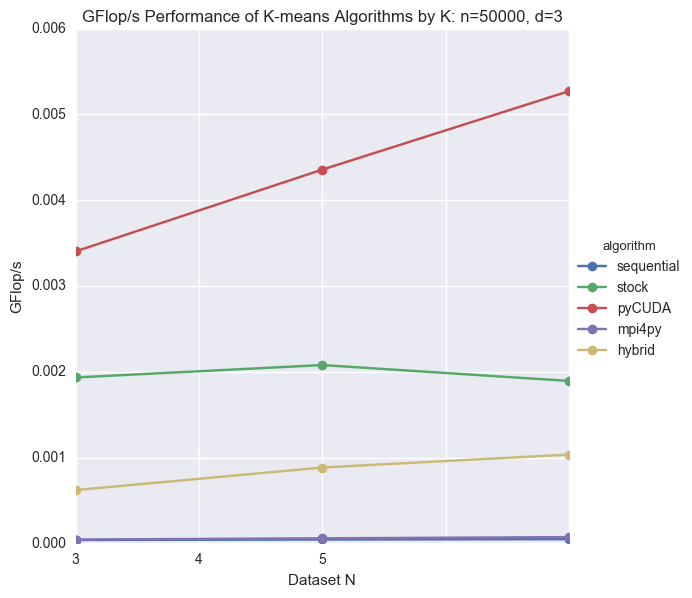 GFlop/s Performance of K-means Algorithms by K: n=50000, d=3
0.006
0.005
0.004
0.003
0.002
0.001
0.000
GFlop/s
3 4 5
Dataset N
algorithm
sequential
stock
pyCUDA
mpi4py
hybrid